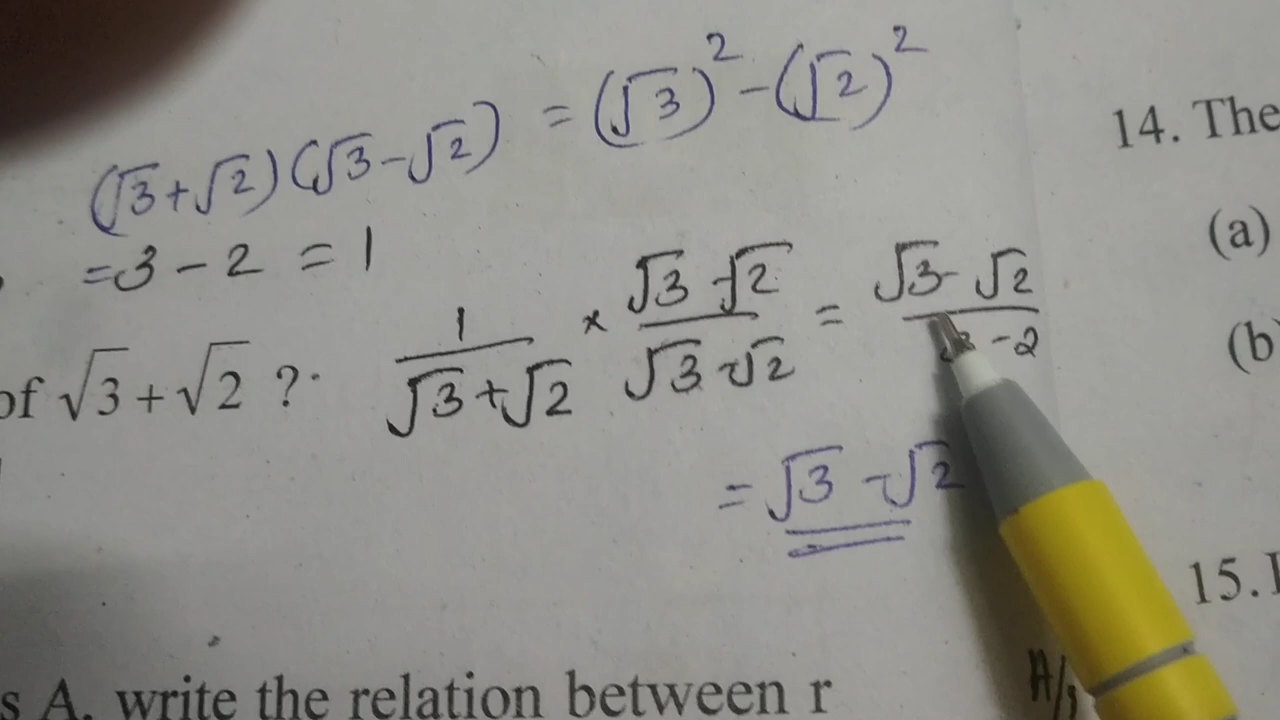 (√3+√2)(√3-√2) = (√3)² - (√2)²
= 3 - 2 = 1
of √3 + √2 ? 1/(√3+√2) × (√3-√2)/(√3-√2) = (√3-√2)/(3-2)
= √3 - √2
s A, write the relation between r
14. The
(a)
(b
15.